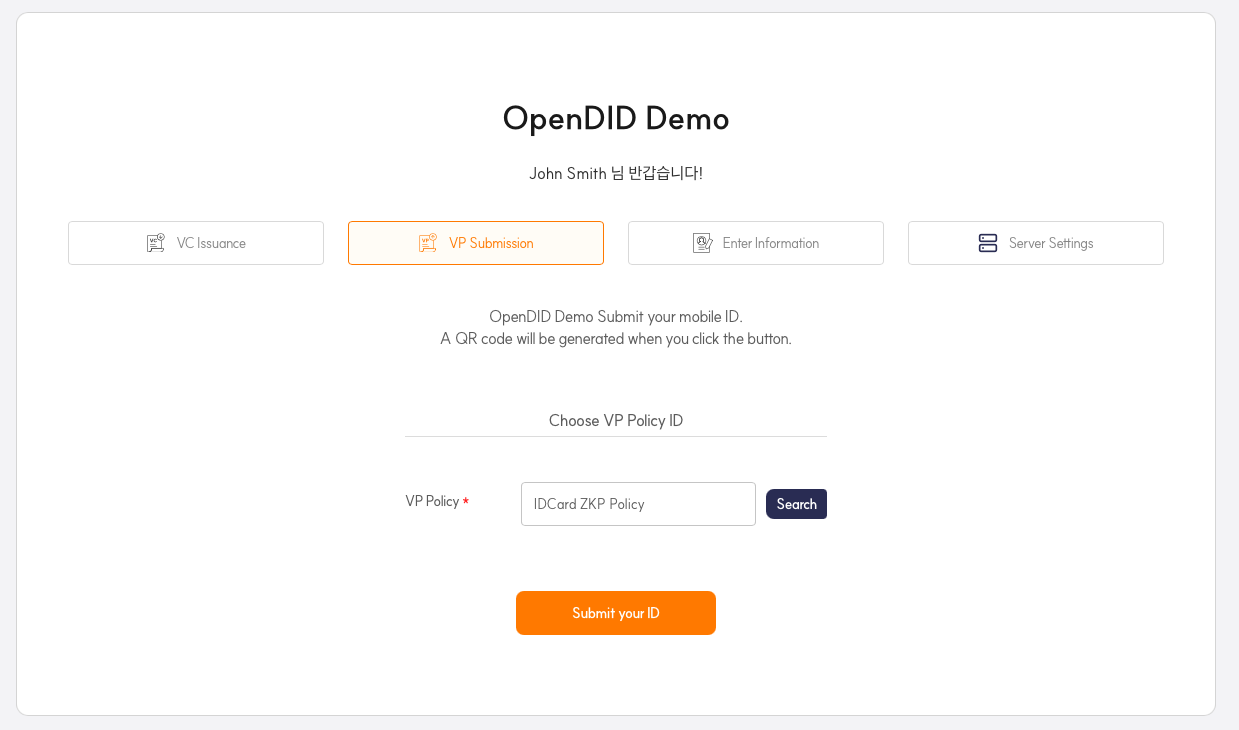 OpenDID Demo
John Smith 님 반갑습니다!
VC Issuance
VP Submission
Enter Information
Server Settings
OpenDID Demo Submit your mobile ID.
A QR code will be generated when you click the button.
Choose VP Policy ID
VP Policy *
IDCard ZKP Policy
Search
Submit your ID